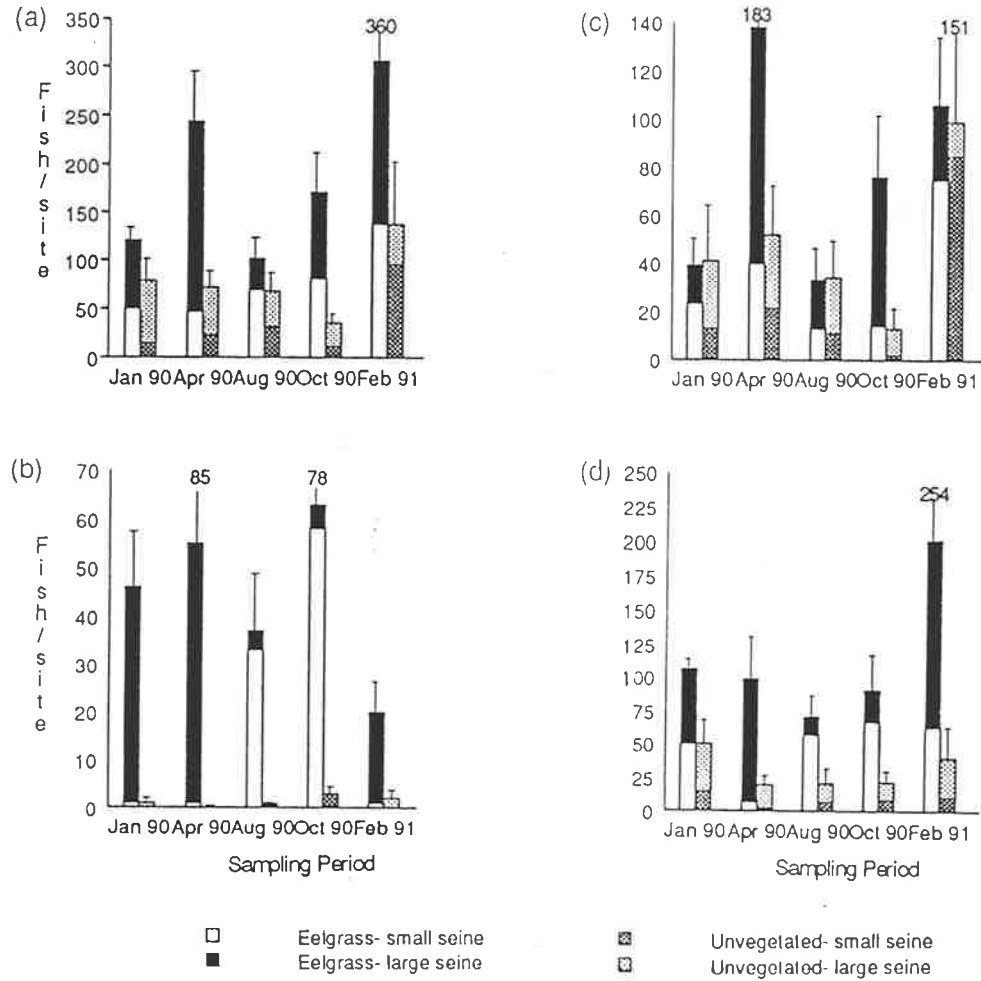 (a)
350
300
250
200
150
100
50
0
Fish/site
360
Jan 90 Apr 90 Aug 90 Oct 90 Feb 91
(c)
140
120
100
80
60
40
20
0
183
151
Jan 90 Apr 90 Aug 90 Oct 90 Feb 91
(b)
70
60
50
40
30
20
10
0
Fish/site
85
78
Jan 90 Apr 90 Aug 90 Oct 90 Feb 91
Sampling Period
(d)
250
225
200
175
150
125
100
75
50
25
0
254
Jan 90 Apr 90 Aug 90 Oct 90 Feb 91
Sampling Period
Eelgrass- small seine
Eelgrass- large seine
Unvegetated- small seine
Unvegetated- large seine